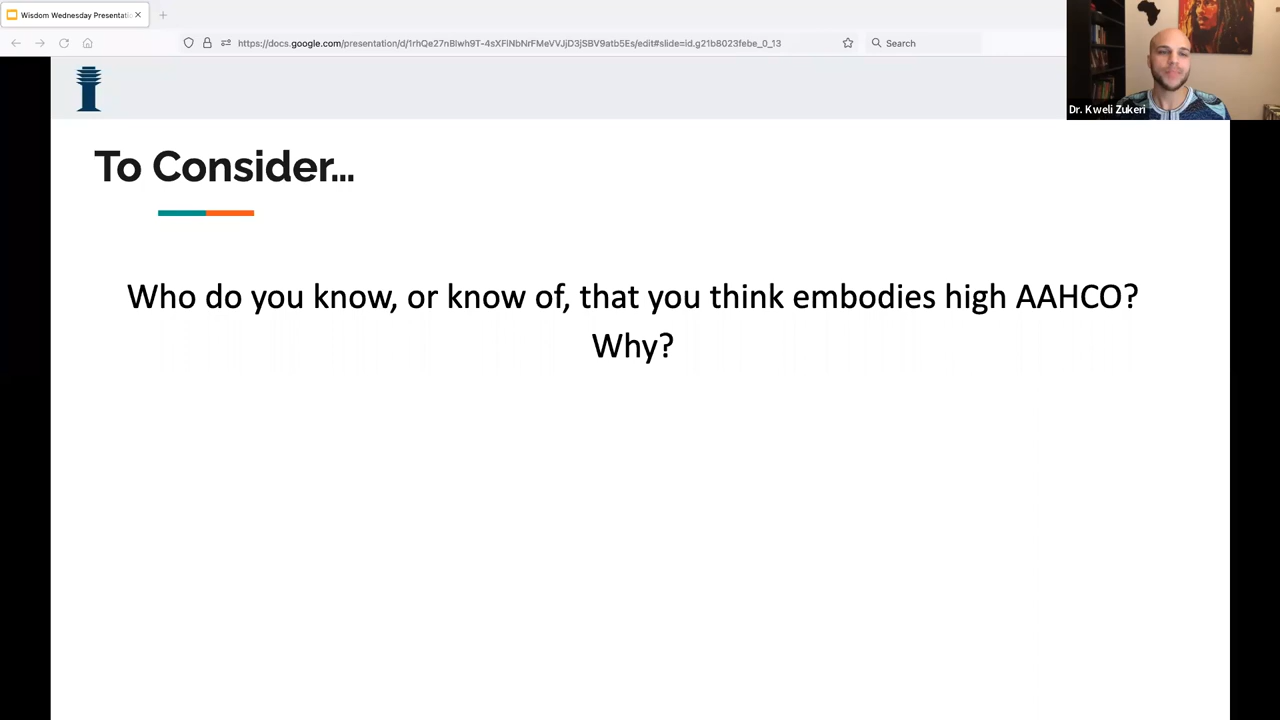 Wisdom Wednesday Presentati
https://docs.google.com/presentation/d/1rhQe27nBlwh9T-4sXFiNbNrFMeVVJjD3jSBV9atb5Es/edit#slide=id.g21b8023febe_0_13
Search
Dr. Kweli Zukeri
To Consider...
Who do you know, or know of, that you think embodies high AAHCO?
Why?